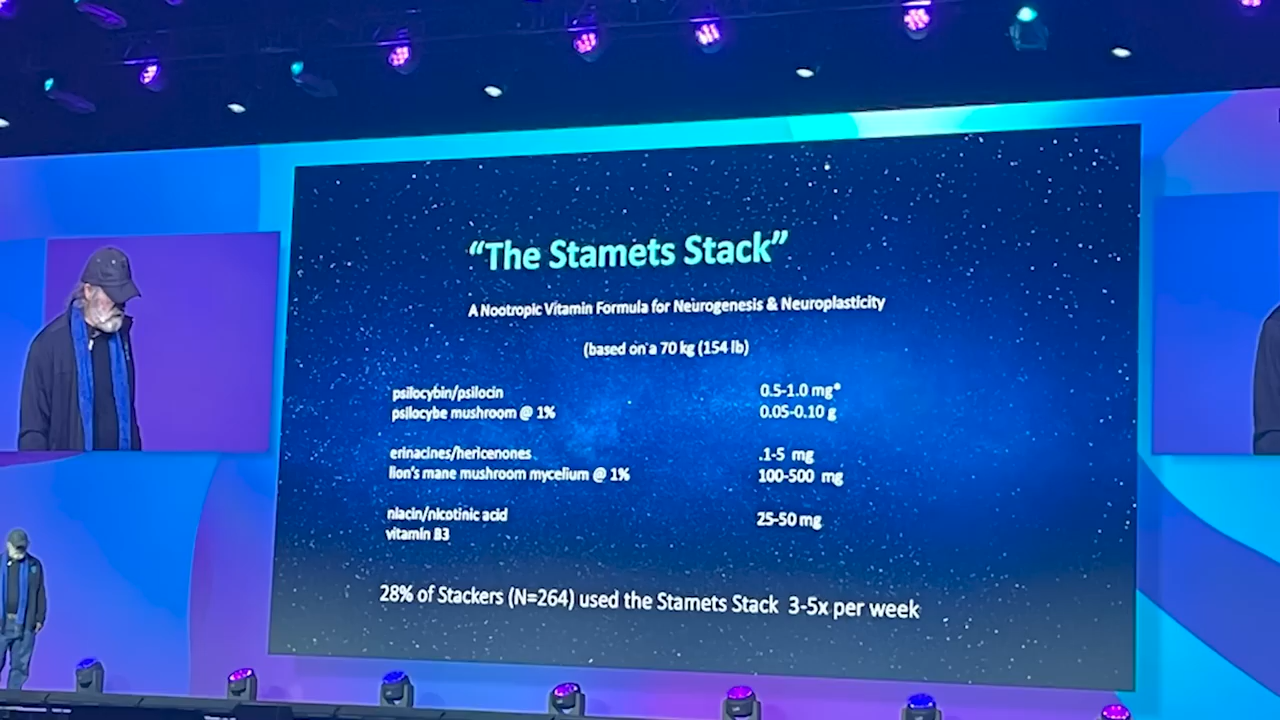 “The Stamets Stack”
A Nootropic Vitamin Formula for Neurogenesis & Neuroplasticity
(based on a 70 kg (154 lb)
psilocybin/psilocin 0.5-1.0 mg*
psilocybe mushroom @ 1% 0.05-0.10 g
erinacines/hericenones .1-5 mg
lion's mane mushroom mycelium @ 1% 100-500 mg
niacin/nicotinic acid 25-50 mg
vitamin B3
28% of Stackers (N=264) used the Stamets Stack 3-5x per week